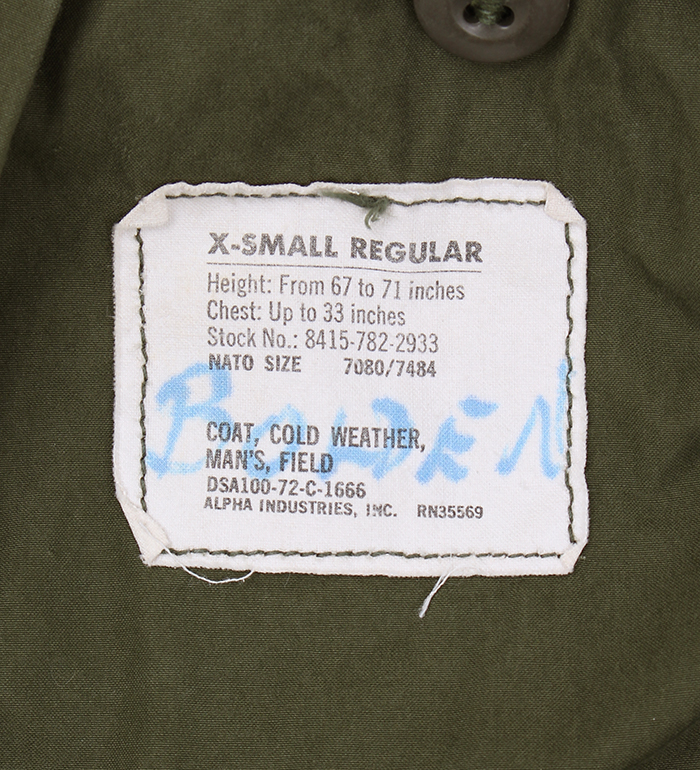 X-SMALL REGULAR
Height: From 67 to 71 inches
Chest: Up to 33 inches
Stock No.: 8415-782-2933
NATO SIZE 7080/7484
COAT, COLD WEATHER,
MAN'S, FIELD
DSA100-72-C-1666
ALPHA INDUSTRIES, INC. RN35569